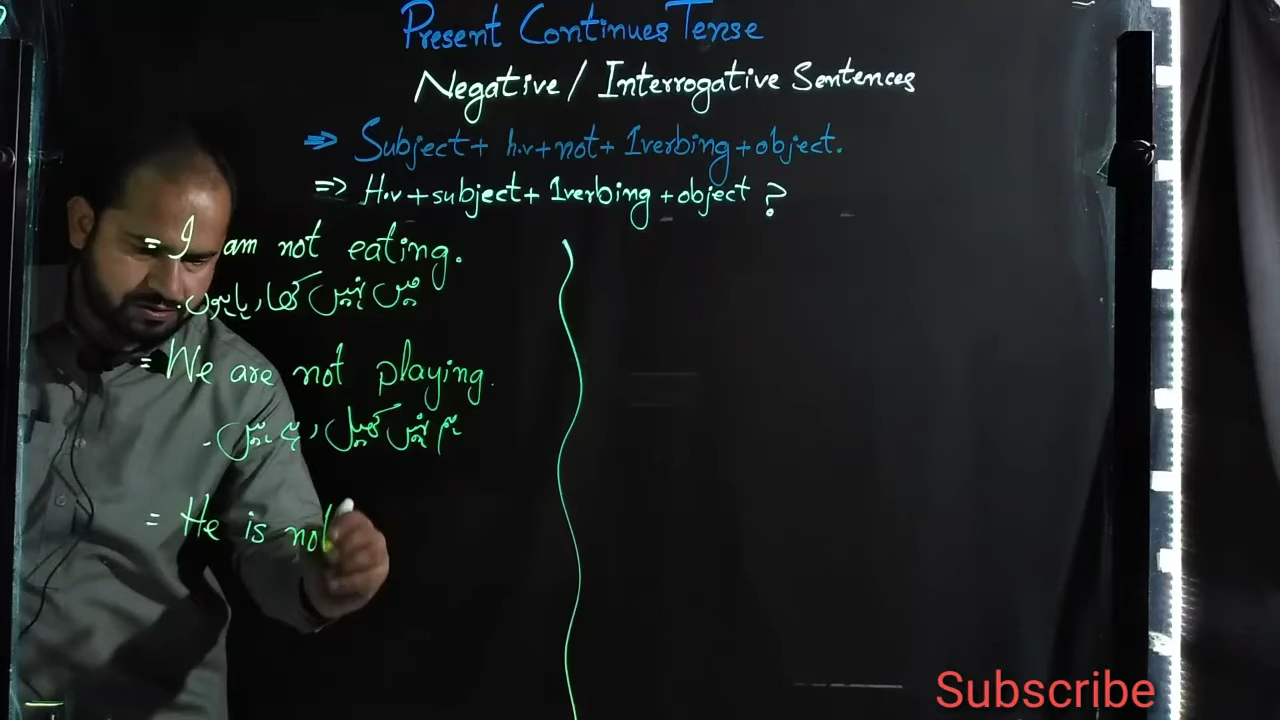 Present Continues Tense
Negative / Interrogative Sentences
⇒ Subject + h.v + not + 1verbing + object.
⇒ H.v + subject + 1verbing + object ?
= I am not eating.
میں نہیں کھا رہا ہوں۔
= We are not playing.
ہم نہیں کھیل رہے ہیں۔
= He is not
Subscribe